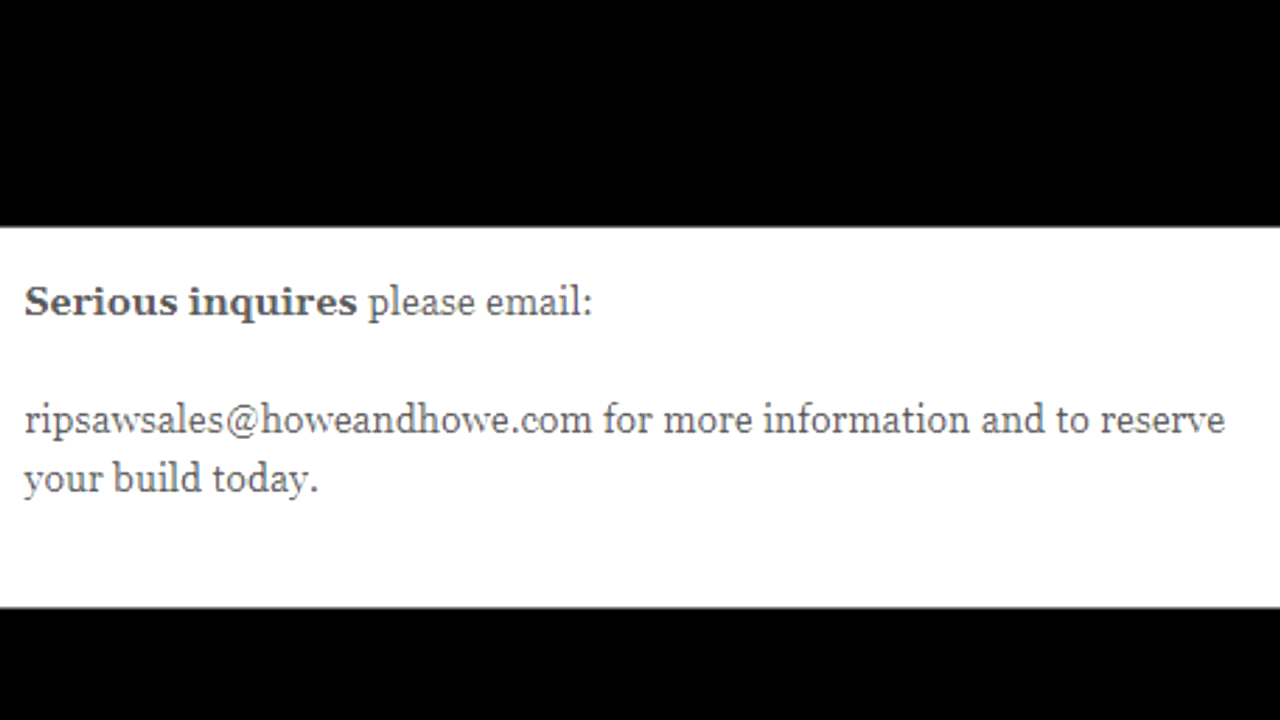 Serious inquires please email:
ripsawsales@howeandhowe.com for more information and to reserve
your build today.